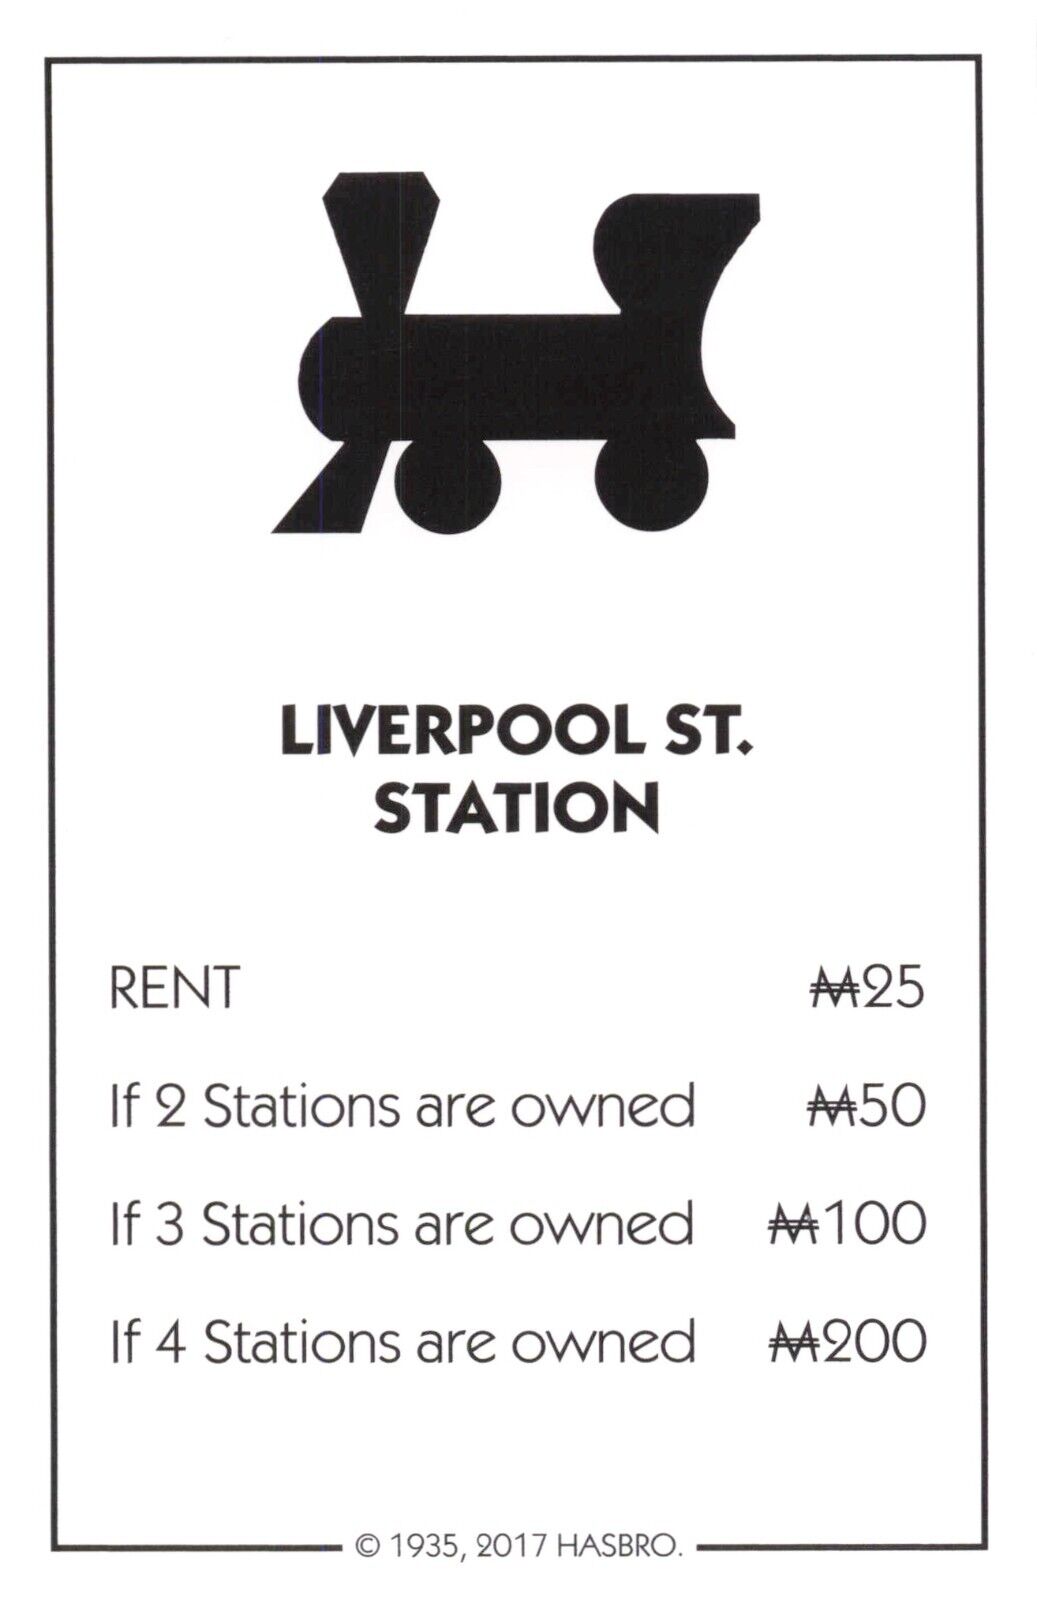 LIVERPOOL ST.
STATION
RENT ₩25
If 2 Stations are owned ₩50
If 3 Stations are owned ₩100
If 4 Stations are owned ₩200
© 1935, 2017 HASBRO.